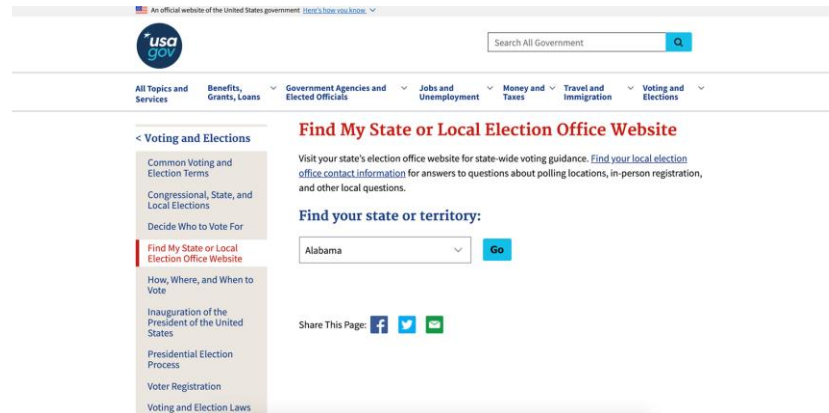 An official website of the United States government Here's how you know
usa
gov
Search All Government
All Topics and
Services
Benefits,
Grants, Loans
Government Agencies and
Elected Officials
Jobs and
Unemployment
Money and
Taxes
Travel and
Immigration
Voting and
Elections
< Voting and Elections
Common Voting and
Election Terms
Congressional, State, and
Local Elections
Decide Who to Vote For
Find My State or Local
Election Office Website
How, Where, and When to
Vote
Inauguration of the
President of the United
States
Presidential Election
Process
Voter Registration
Voting and Election Laws
Find My State or Local Election Office Website
Visit your state's election office website for state-wide voting guidance. Find your local election
office contact information for answers to questions about polling locations, in-person registration,
and other local questions.
Find your state or territory:
Alabama
Go
Share This Page: